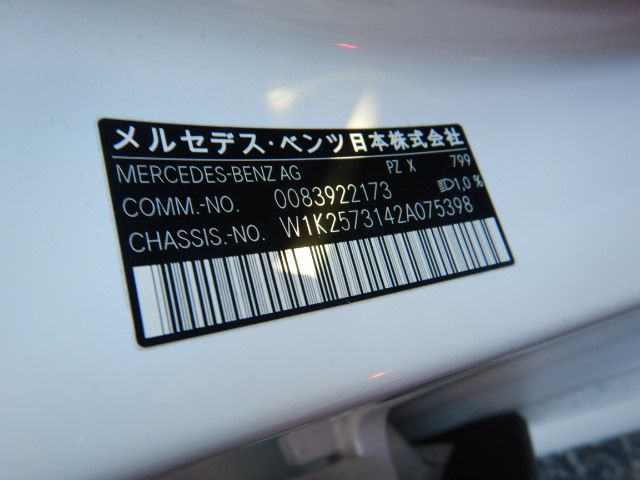 メルセデス・ベンツ日本株式会社
MERCEDES-BENZ AG PZ X 799
COMM.-NO. 0083922173 1,0 %
CHASSIS.-NO. W1K2573142A075398